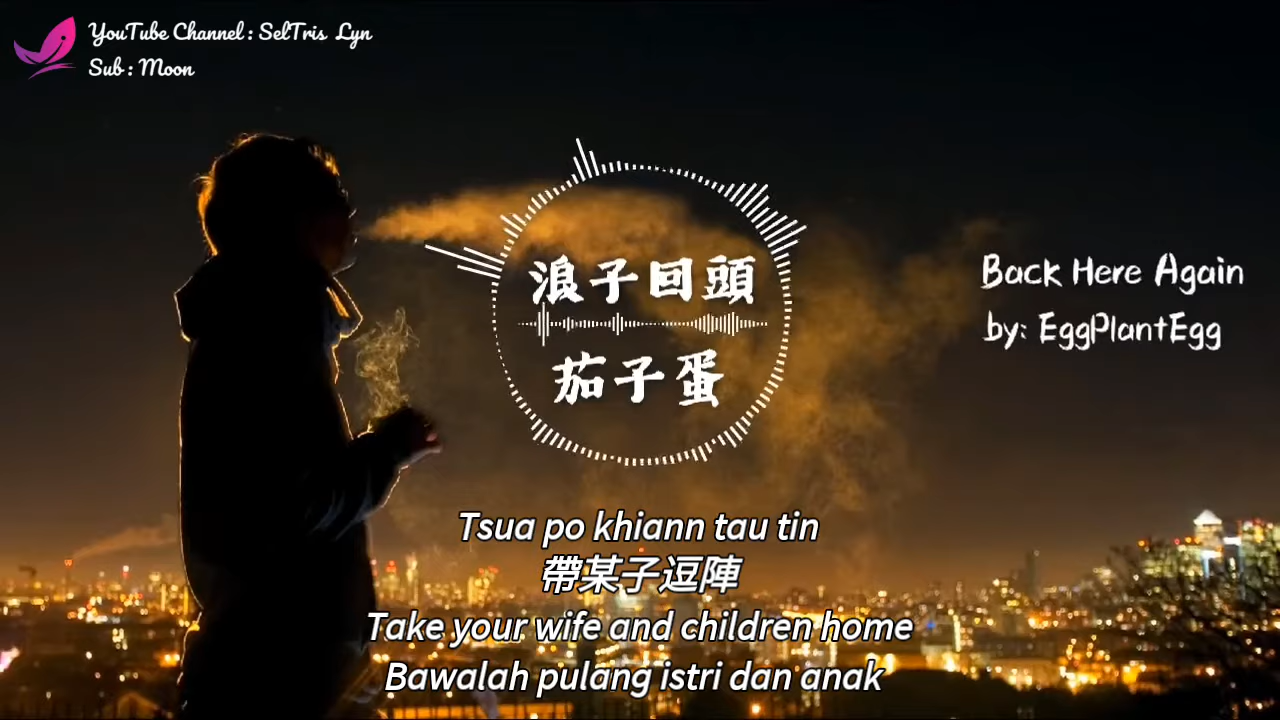 YouTube Channel : SelTris Lyn
Sub : Moon
浪子回頭
茄子蛋
Back Here Again
by: EggPlantEgg
Tsua po khiann tau tin
帶某子逗陣
Take your wife and children home
Bawalah pulang istri dan anak